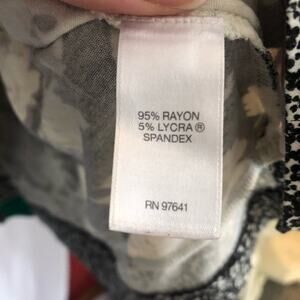 95% RAYON
5% LYCRA ®
SPANDEX
RN 97641